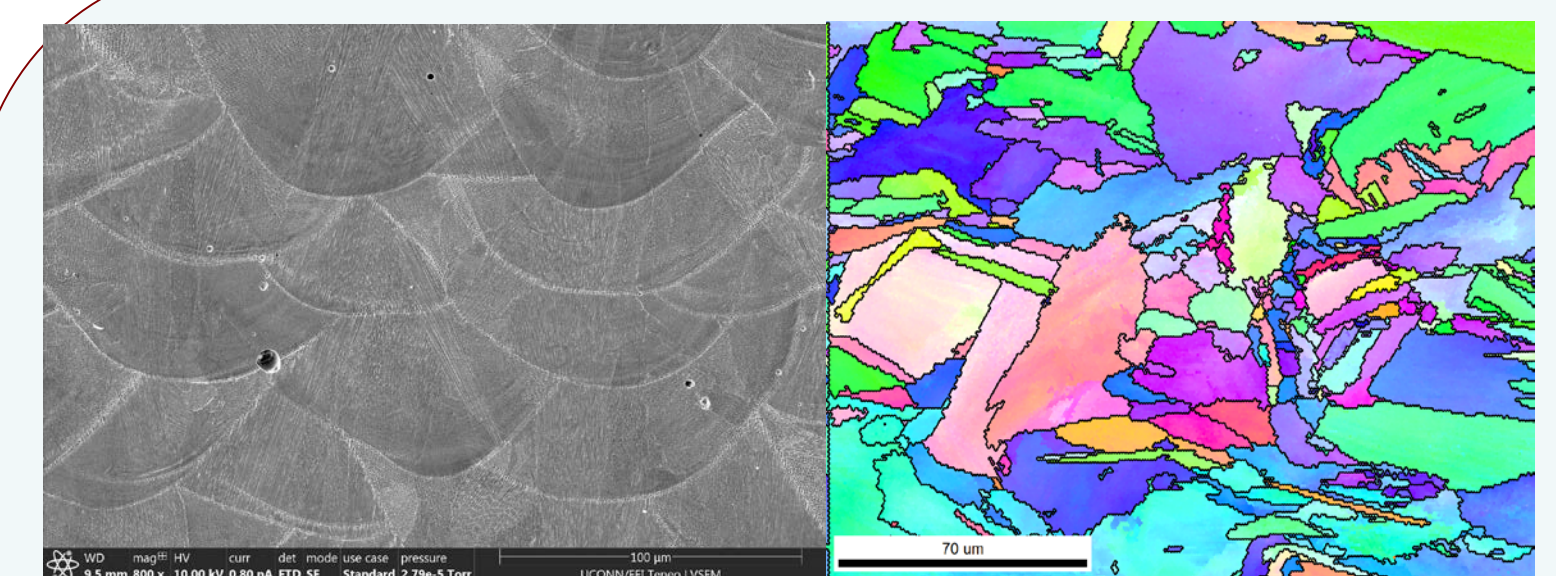 WD mag HV curr det mode use case pressure
9.5 mm 800 x 10.00 kV 0.80 nA ETD SE Standard 2.79e-5 Torr
100 µm
UCONN/FEI Teneo LVSEM
70 um